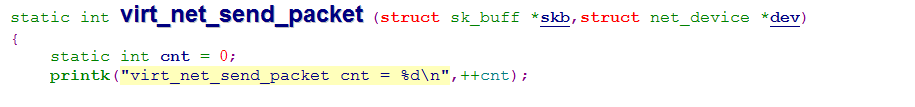 static int virt_net_send_packet (struct sk_buff *skb,struct net_device *dev)
{
static int cnt = 0;
printk("virt_net_send_packet cnt = %d\n",++cnt);